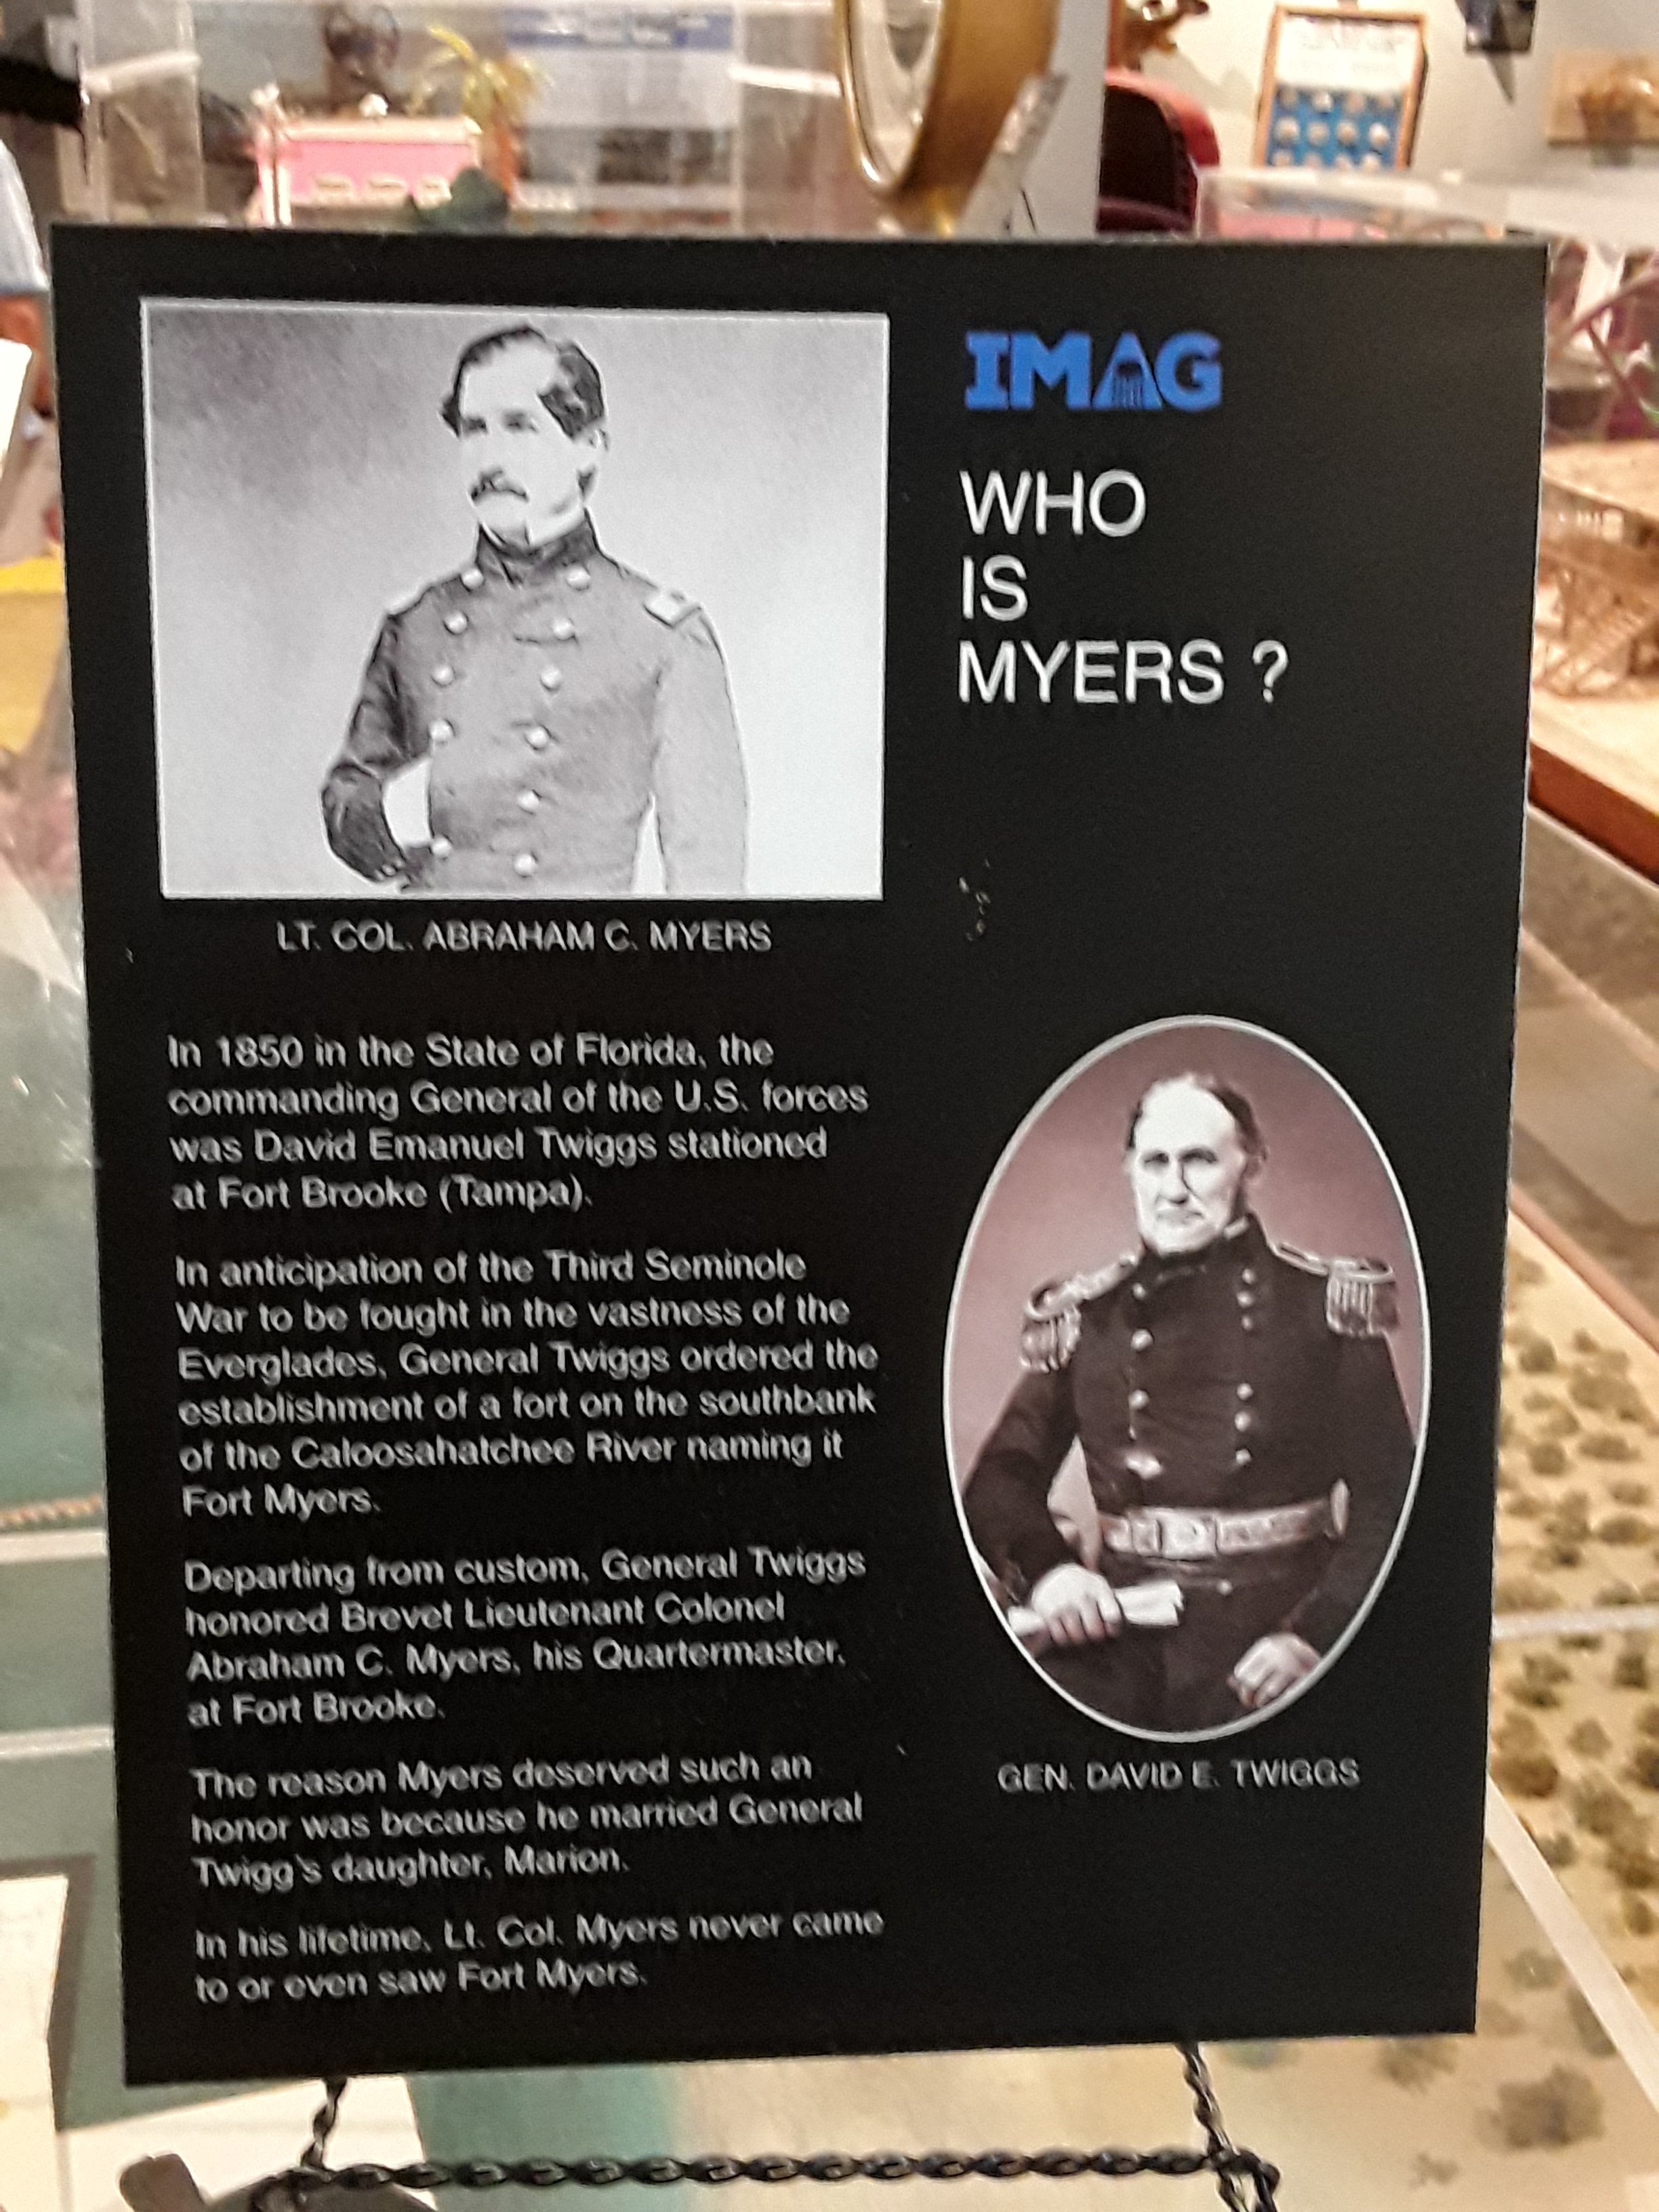 IMAG
WHO
IS
MYERS ?
LT. COL. ABRAHAM C. MYERS
In 1850 in the State of Florida, the
commanding General of the U.S. forces
was David Emanuel Twiggs stationed
at Fort Brooke (Tampa).
In anticipation of the Third Seminole
War to be fought in the vastness of the
Everglades, General Twiggs ordered the
establishment of a fort on the southbank
of the Caloosahatchee River naming it
Fort Myers.
Departing from custom, General Twiggs
honored Brevet Lieutenant Colonel
Abraham C. Myers, his Quartermaster,
at Fort Brooke.
The reason Myers deserved such an
honor was because he married General
Twigg's daughter, Marion.
In his lifetime, Lt. Col. Myers never came
to or even saw Fort Myers.
GEN. DAVID E. TWIGGS